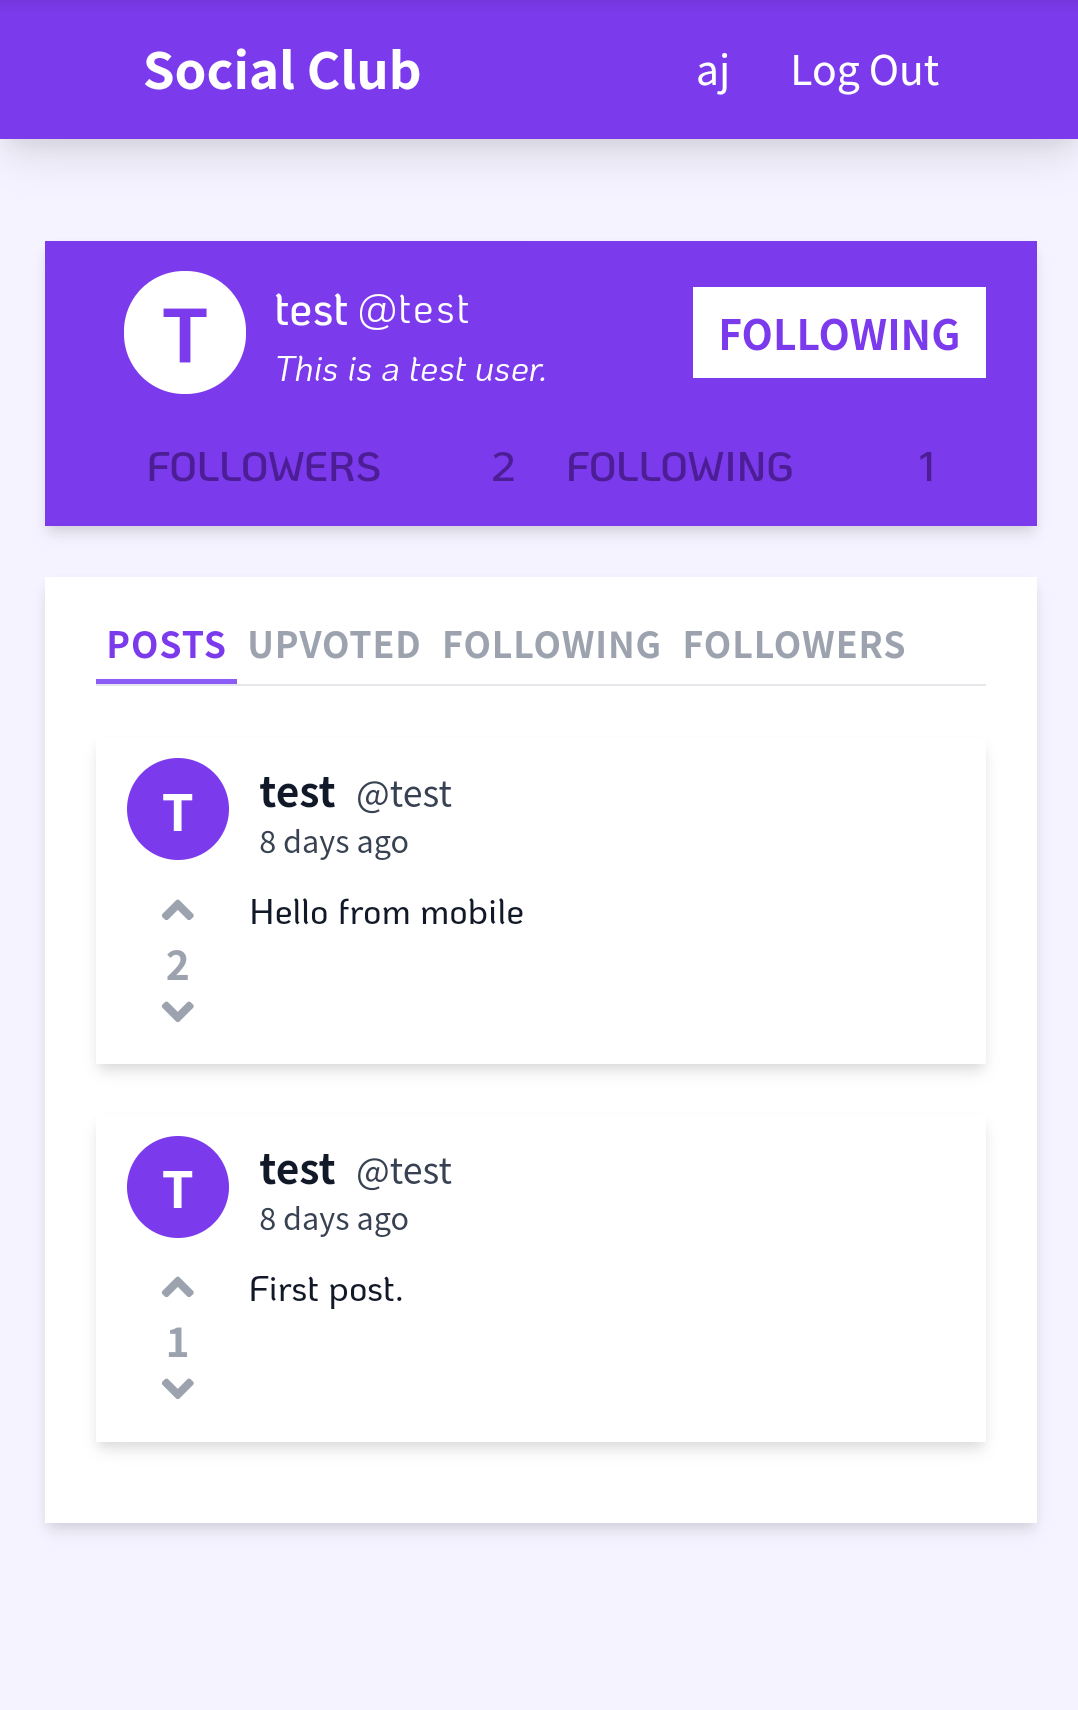 Social Club aj Log Out
T test @test FOLLOWING
This is a test user.
FOLLOWERS 2 FOLLOWING 1
POSTS UPVOTED FOLLOWING FOLLOWERS
T test @test
8 days ago
Hello from mobile
2
T test @test
8 days ago
First post.
1